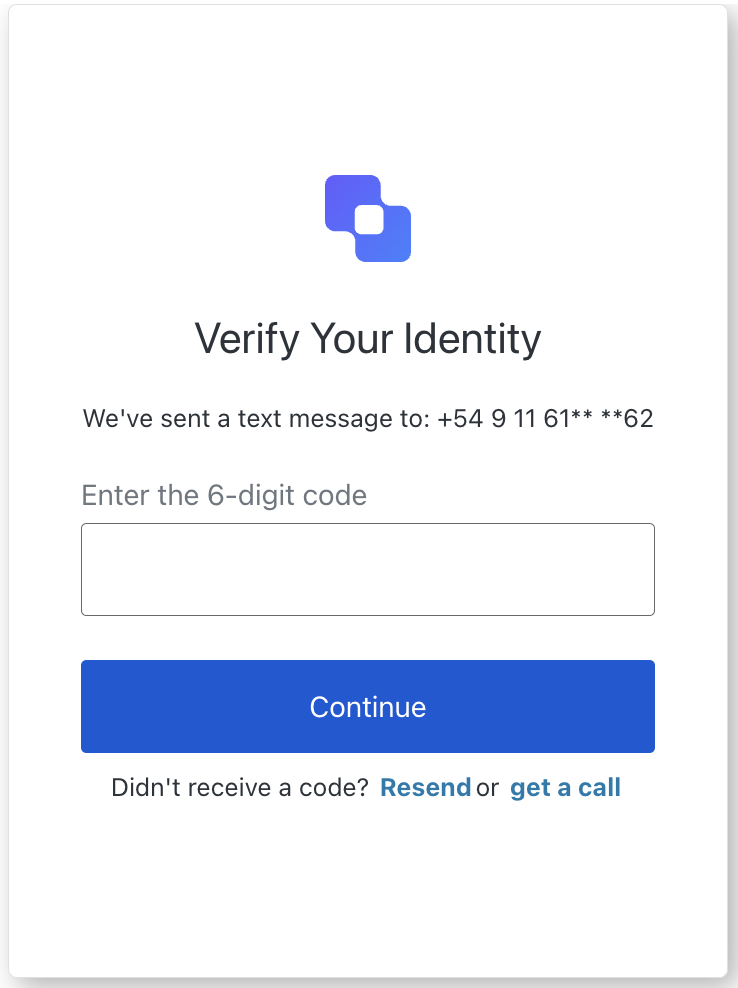 Verify Your Identity
We've sent a text message to: +54 9 11 61** **62
Enter the 6-digit code
Continue
Didn't receive a code? Resend or get a call